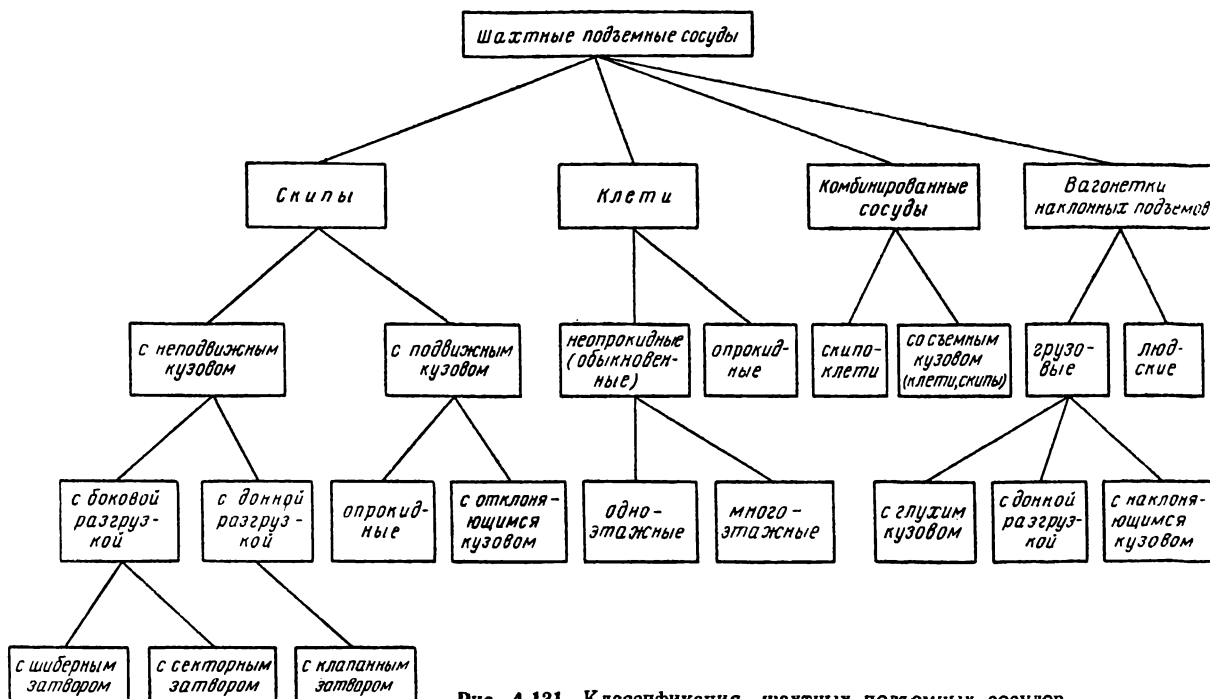 Шахтные подъемные сосуды
Скипы
Клети
Комбинированные
сосуды
Вагонетки
наклонных подъемов
с неподвижным
кузовом
с подвижным
кузовом
неопрокидные
(обыкновен-
ные)
опрокид-
ные
скипо-
клети
со съемным
кузовом
(клети, скипы)
грузо-
вые
люд-
ские
с боковой
разгруз-
кой
с донной
разгруз-
кой
опрокид-
ные
с отклоня-
ющимся
кузовом
одно-
этажные
много-
этажные
с глухим
кузовом
с донной
разгруз-
кой
с наклоня-
ющимся
кузовом
с шиберным
затвором
с секторным
затвором
с клапанным
затвором
Рис. 4.131. Классификация шахтных подъемных сосудов